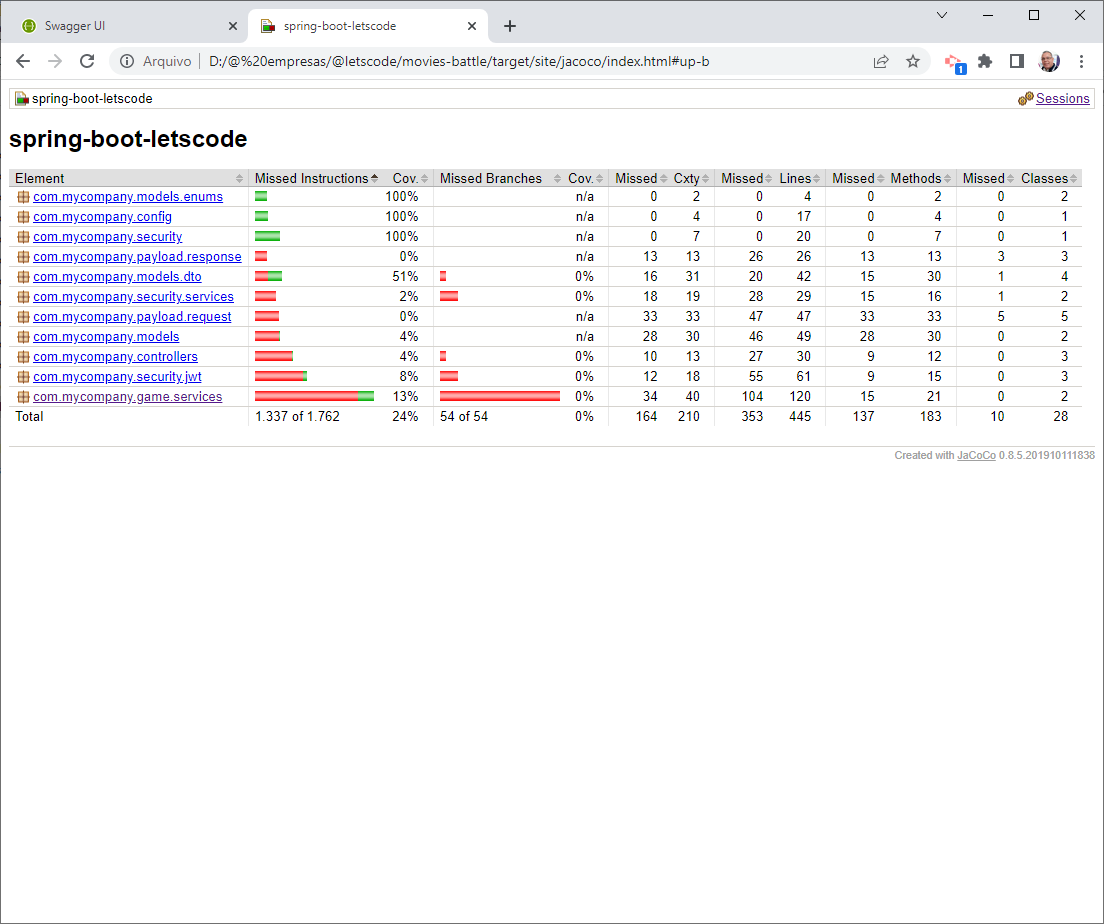 Swagger UI
spring-boot-letscode
Arquivo D:/@%20empresas/@letscode/movies-battle/target/site/jacoco/index.html#up-b
1
spring-boot-letscode Sessions
spring-boot-letscode
Element Missed Instructions Cov. Missed Branches Cov. Missed Cxty Missed Lines Missed Methods Missed Classes
com.mycompany.models.enums 100% n/a 0 2 0 4 0 2 0 2
com.mycompany.config 100% n/a 0 4 0 17 0 4 0 1
com.mycompany.security 100% n/a 0 7 0 20 0 7 0 1
com.mycompany.payload.response 0% n/a 13 13 26 26 13 13 3 3
com.mycompany.models.dto 51% 0% 16 31 20 42 15 30 1 4
com.mycompany.security.services 2% 0% 18 19 28 29 15 16 1 2
com.mycompany.payload.request 0% n/a 33 33 47 47 33 33 5 5
com.mycompany.models 4% n/a 28 30 46 49 28 30 0 2
com.mycompany.controllers 4% 0% 10 13 27 30 9 12 0 3
com.mycompany.security.jwt 8% 0% 12 18 55 61 9 15 0 3
com.mycompany.game.services 13% 0% 34 40 104 120 15 21 0 2
Total 1.337 of 1.762 24% 54 of 54 0% 164 210 353 445 137 183 10 28
Created with JaCoCo 0.8.5.201910111838